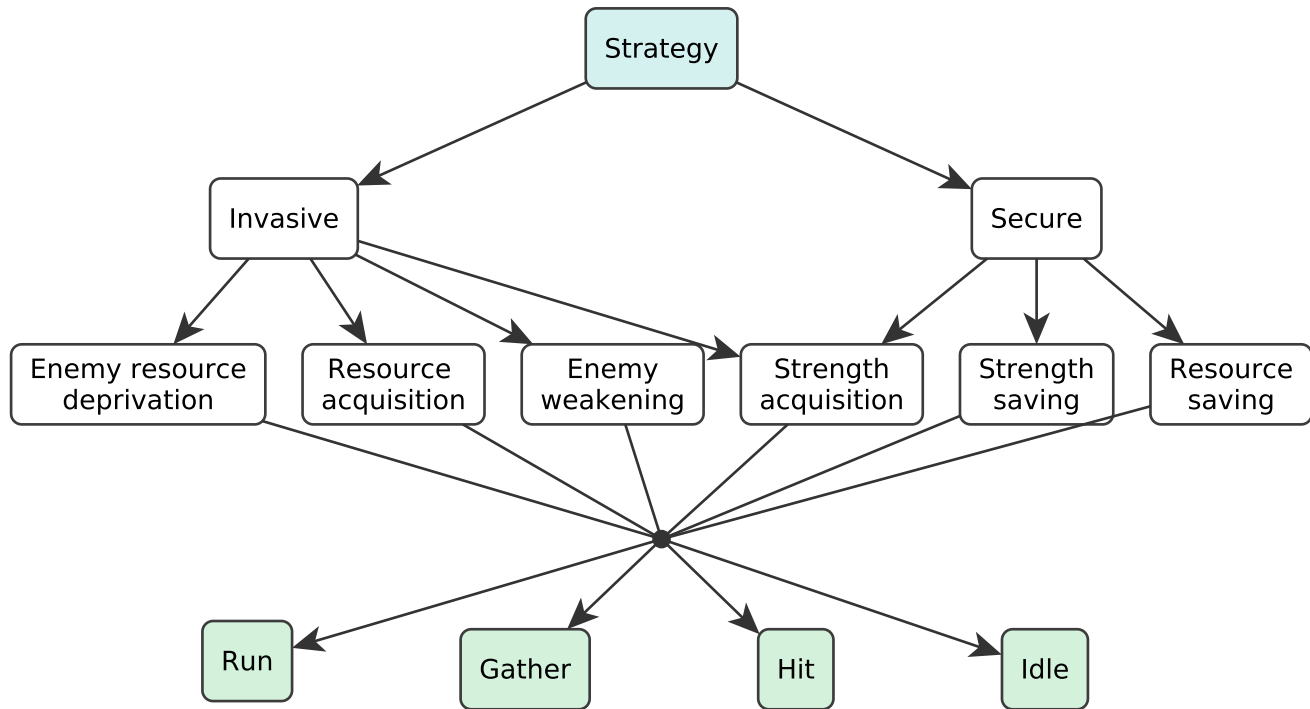 Strategy
Invasive
Secure
Enemy resource
deprivation
Resource
acquisition
Enemy
weakening
Strength
acquisition
Strength
saving
Resource
saving
Run
Gather
Hit
Idle